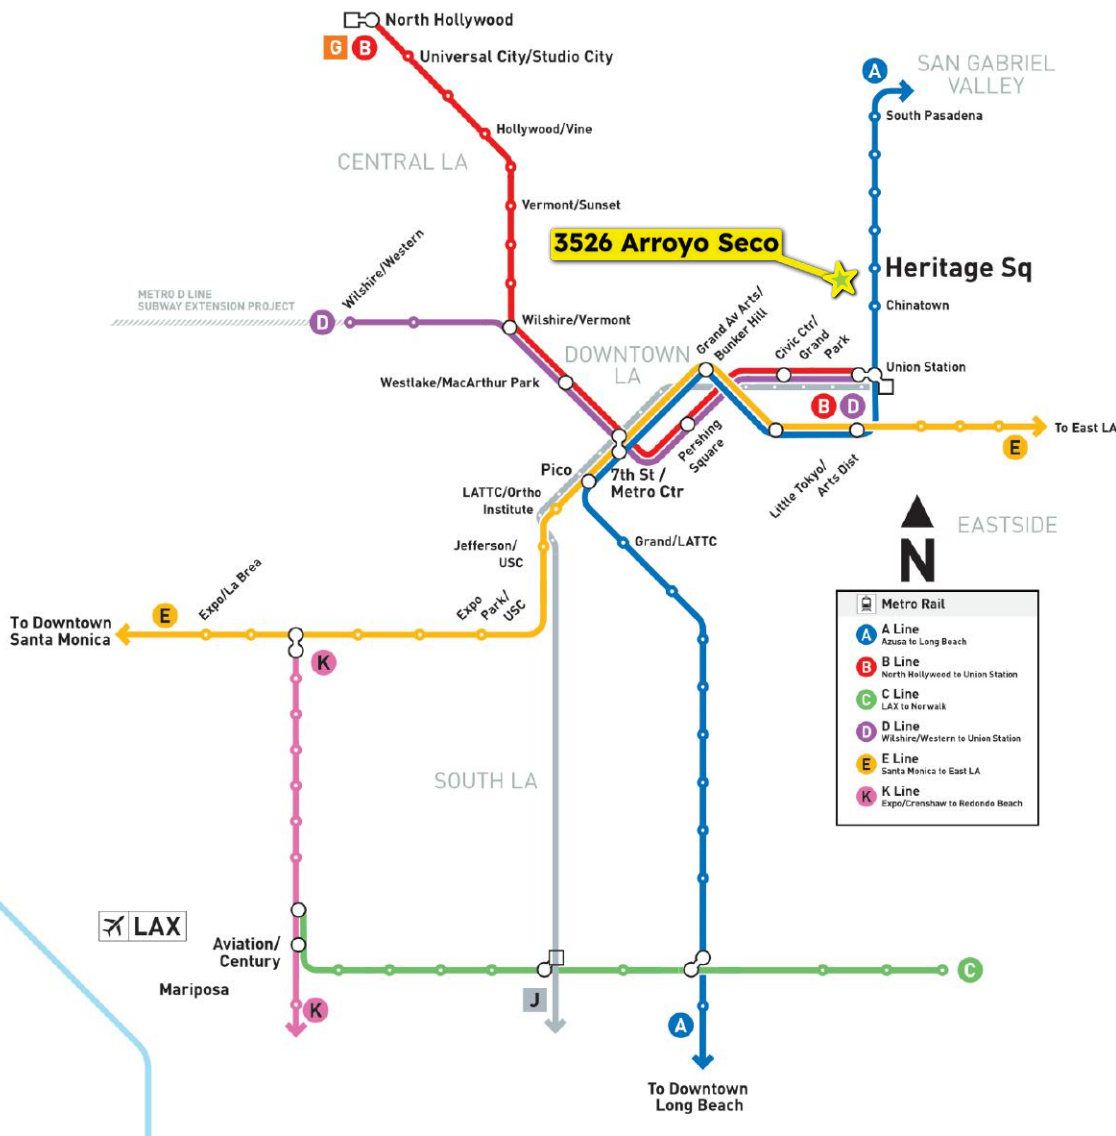 North Hollywood
G B
Universal City/Studio City
A
SAN GABRIEL
VALLEY
South Pasadena
Hollywood/Vine
CENTRAL LA
Vermont/Sunset
3526 Arroyo Seco
Heritage Sq
Wilshire/Western
METRO D LINE
SUBWAY EXTENSION PROJECT
D
Chinatown
Wilshire/Vermont
Grand Av Arts/
Bunker Hill
Civic Ctr/
Grand
Park
DOWNTOWN
LA
Union Station
Westlake/MacArthur Park
B D
To East LA
E
Pershing
Square
Little Tokyo/
Arts Dist
Pico
7th St /
Metro Ctr
LATTC/Ortho
Institute
Grand/LATTC
EASTSIDE
Jefferson/
USC
N
Expo/La Brea
Expo
Park/
USC
To Downtown
Santa Monica
E
K
Metro Rail
A
A Line
Azusa to Long Beach
B
B Line
North Hollywood to Union Station
C
C Line
LAX to Norwalk
D
D Line
Wilshire/Western to Union Station
E
E Line
Santa Monica to East LA
K
K Line
Expo/Crenshaw to Redondo Beach
SOUTH LA
LAX
Aviation/
Century
C
Mariposa
J
K
A
To Downtown
Long Beach